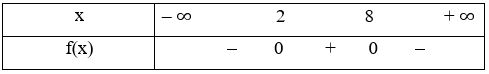 x – ∞ 2 8 + ∞
f(x) – 0 + 0 –